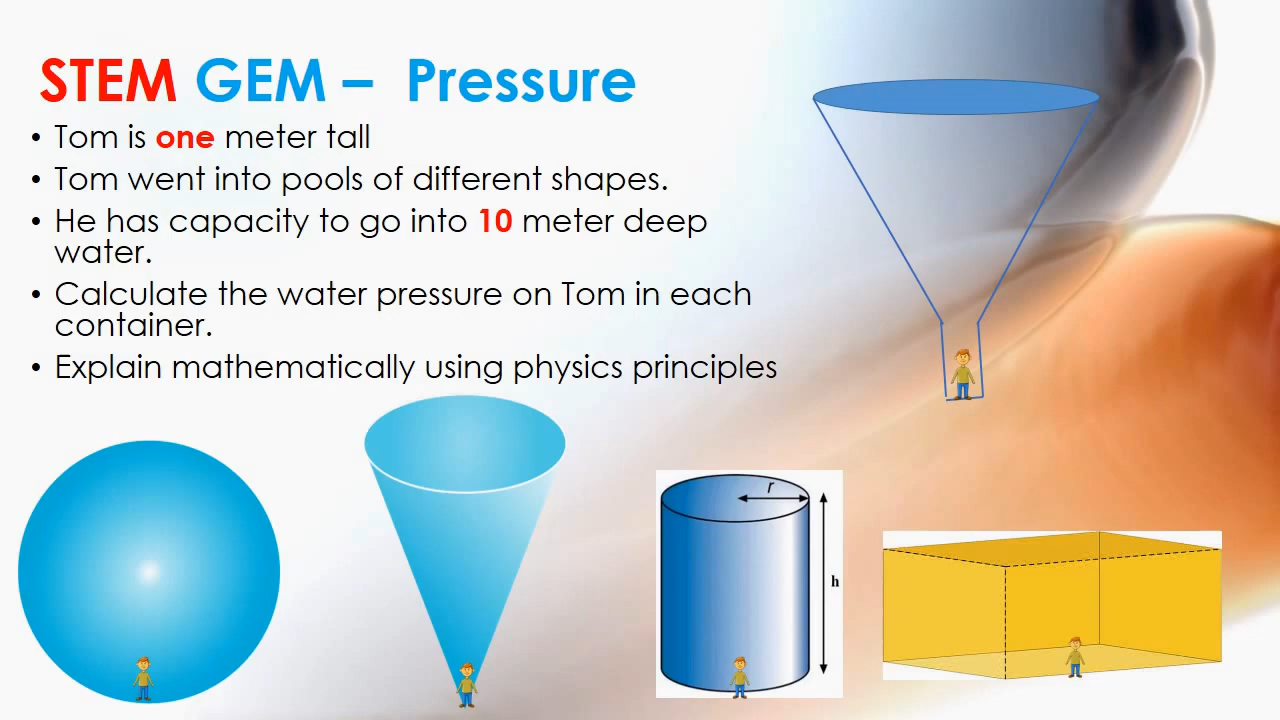 STEM GEM – Pressure
• Tom is one meter tall
• Tom went into pools of different shapes.
• He has capacity to go into 10 meter deep
water.
• Calculate the water pressure on Tom in each
container.
• Explain mathematically using physics principles
r
h